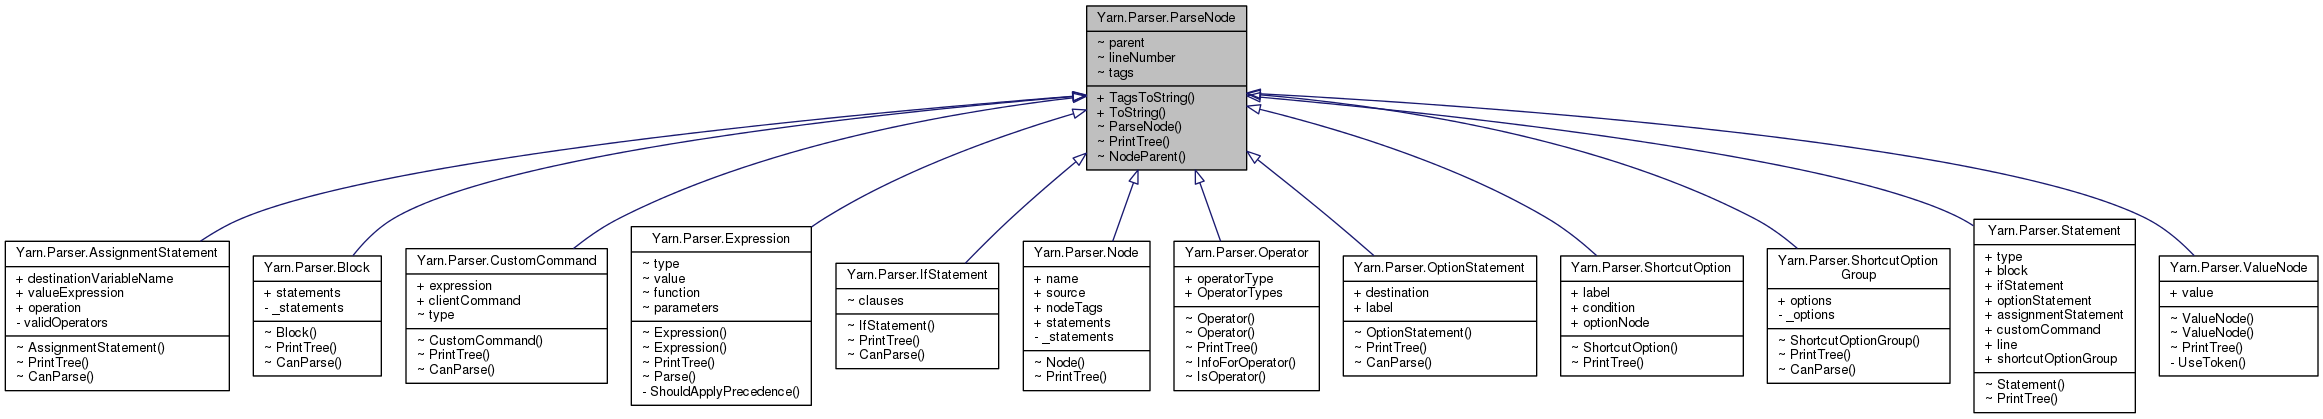 Yarn.Parser.ParseNode
~ parent
~ lineNumber
~ tags
+ TagsToString()
+ ToString()
~ ParseNode()
~ PrintTree()
~ NodeParent()
Yarn.Parser.AssignmentStatement
+ destinationVariableName
+ valueExpression
+ operation
- validOperators
~ AssignmentStatement()
~ PrintTree()
~ CanParse()
Yarn.Parser.Block
+ statements
- _statements
~ Block()
~ PrintTree()
~ CanParse()
Yarn.Parser.CustomCommand
+ expression
+ clientCommand
~ type
~ CustomCommand()
~ PrintTree()
~ CanParse()
Yarn.Parser.Expression
~ type
~ value
~ function
~ parameters
~ Expression()
~ Expression()
~ PrintTree()
~ Parse()
- ShouldApplyPrecedence()
Yarn.Parser.IfStatement
~ clauses
~ IfStatement()
~ PrintTree()
~ CanParse()
Yarn.Parser.Node
+ name
+ source
+ nodeTags
+ statements
- _statements
~ Node()
~ PrintTree()
Yarn.Parser.Operator
+ operatorType
+ OperatorTypes
~ Operator()
~ Operator()
~ PrintTree()
~ InfoForOperator()
~ IsOperator()
Yarn.Parser.OptionStatement
+ destination
+ label
~ OptionStatement()
~ PrintTree()
~ CanParse()
Yarn.Parser.ShortcutOption
+ label
+ condition
+ optionNode
~ ShortcutOption()
~ PrintTree()
Yarn.Parser.ShortcutOption
Group
+ options
- _options
~ ShortcutOptionGroup()
~ PrintTree()
~ CanParse()
Yarn.Parser.Statement
+ type
+ block
+ ifStatement
+ optionStatement
+ assignmentStatement
+ customCommand
+ line
+ shortcutOptionGroup
~ Statement()
~ PrintTree()
Yarn.Parser.ValueNode
+ value
~ ValueNode()
~ ValueNode()
~ PrintTree()
- UseToken()